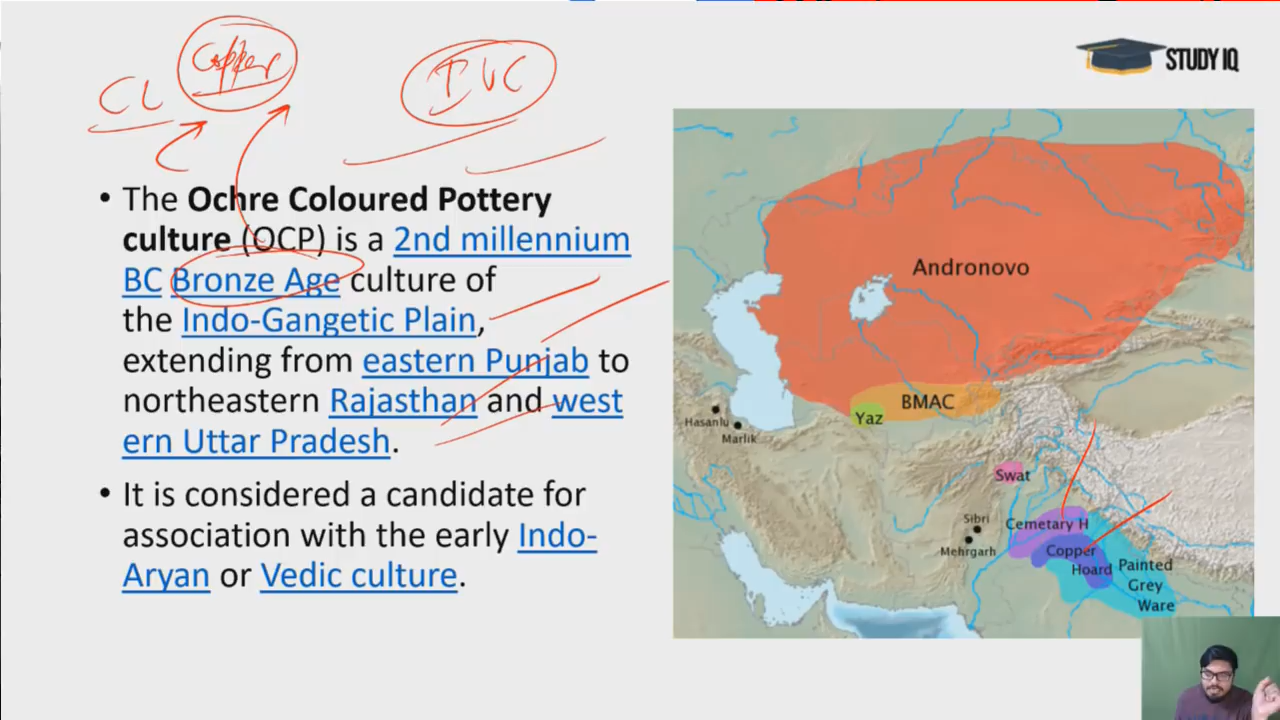 CL
Copper
IVC
STUDY IQ
• The Ochre Coloured Pottery
culture (OCP) is a 2nd millennium
BC Bronze Age culture of
the Indo-Gangetic Plain,
extending from eastern Punjab to
northeastern Rajasthan and west
ern Uttar Pradesh.
• It is considered a candidate for
association with the early Indo-
Aryan or Vedic culture.
Andronovo
BMAC
Yaz
Hasanlu
Marlik
Swat
Sibri
Mehrgarh
Cemetary H
Copper
Hoard
Painted
Grey
Ware